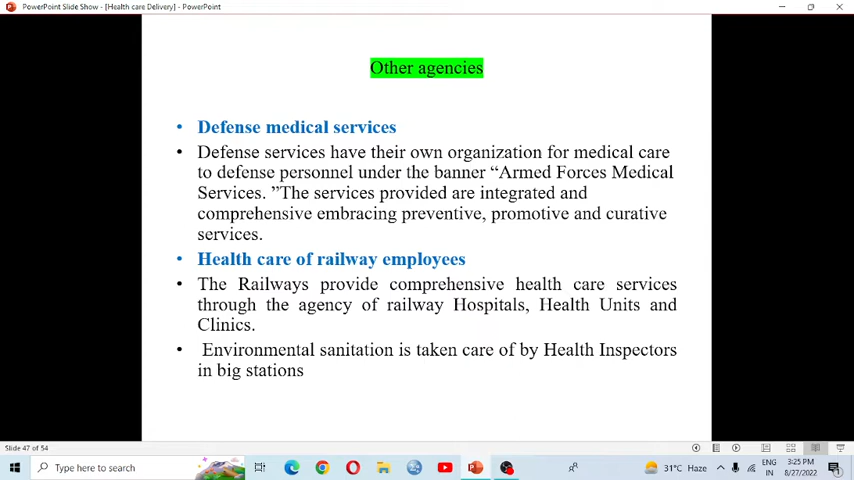 PowerPoint Slide Show - [Health care Delivery] - PowerPoint
Other agencies
• Defense medical services
• Defense services have their own organization for medical care
to defense personnel under the banner “Armed Forces Medical
Services. ”The services provided are integrated and
comprehensive embracing preventive, promotive and curative
services.
• Health care of railway employees
• The Railways provide comprehensive health care services
through the agency of railway Hospitals, Health Units and
Clinics.
• Environmental sanitation is taken care of by Health Inspectors
in big stations
Slide 47 of 54
Type here to search
31°C Haze
ENG
IN
3:25 PM
8/27/2022